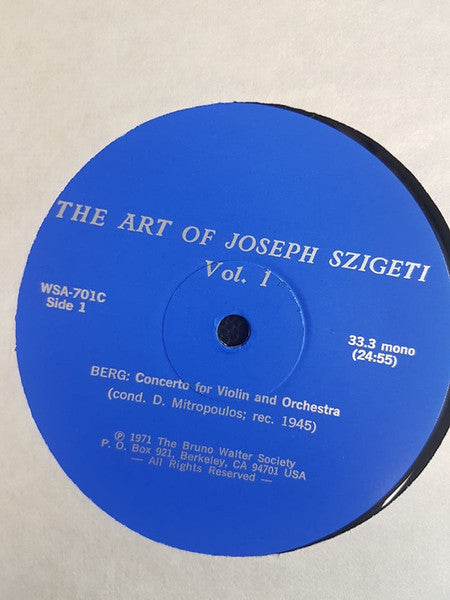 THE ART OF JOSEPH SZIGETI
Vol. 1
WSA-701C
Side 1
33.3 mono
(24:55)
BERG: Concerto for Violin and Orchestra
(cond. D. Mitropoulos; rec. 1945)
℗ 1971 The Bruno Walter Society
P. O. Box 921, Berkeley, CA 94701 USA
— All Rights Reserved —